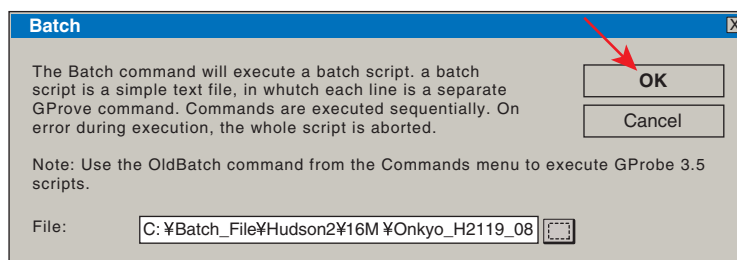 Batch
X
The Batch command will execute a batch script. a batch
script is a simple text file, in whutch each line is a separate
GProve command. Commands are executed sequentially. On
error during execution, the whole script is aborted.
OK
Cancel
Note: Use the OldBatch command from the Commands menu to execute GProbe 3.5
scripts.
File:
C: ¥Batch_File¥Hudson2¥16M ¥Onkyo_H2119_08